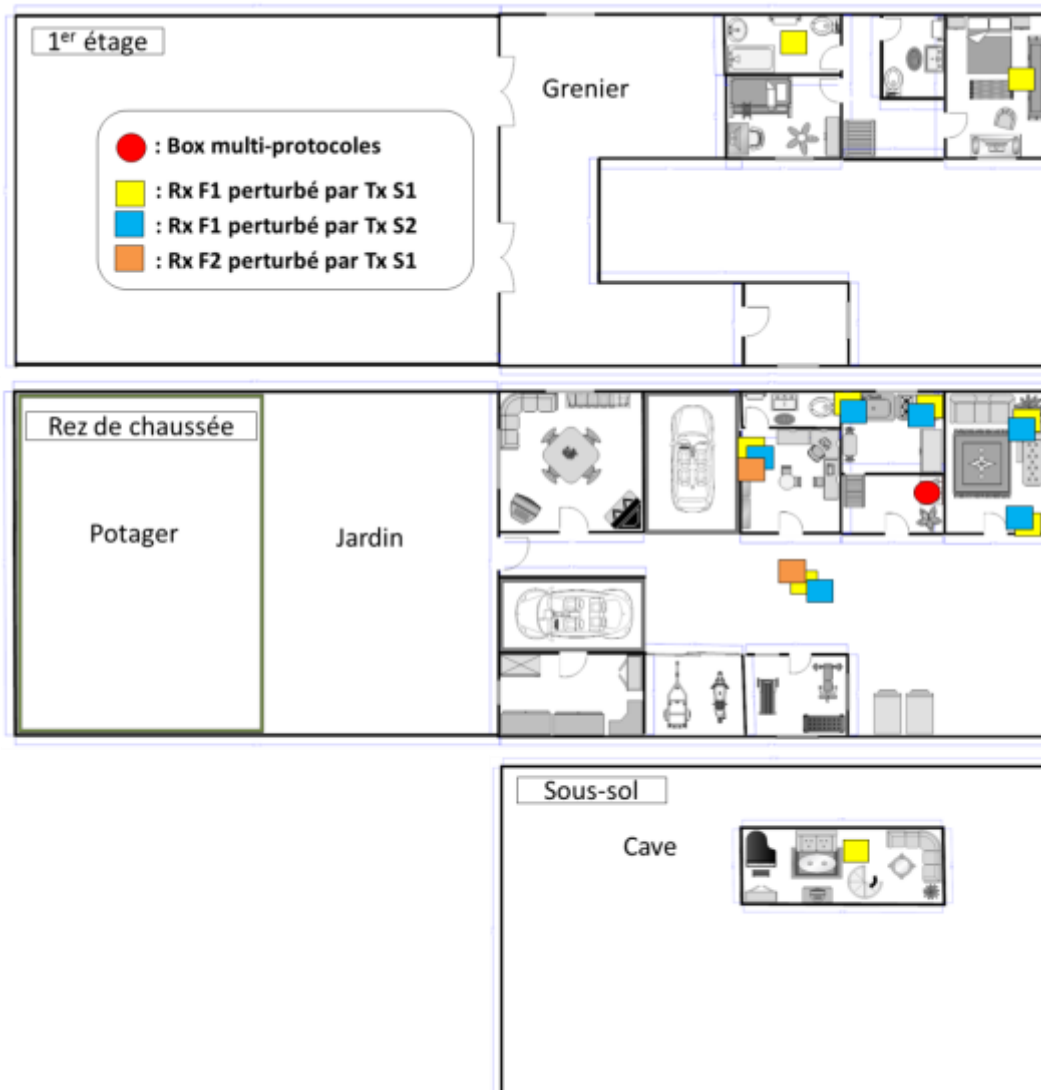 1er étage
Grenier
: Box multi-protocoles
: Rx F1 perturbé par Tx S1
: Rx F1 perturbé par Tx S2
: Rx F2 perturbé par Tx S1
Rez de chaussée
Potager
Jardin
Sous-sol
Cave